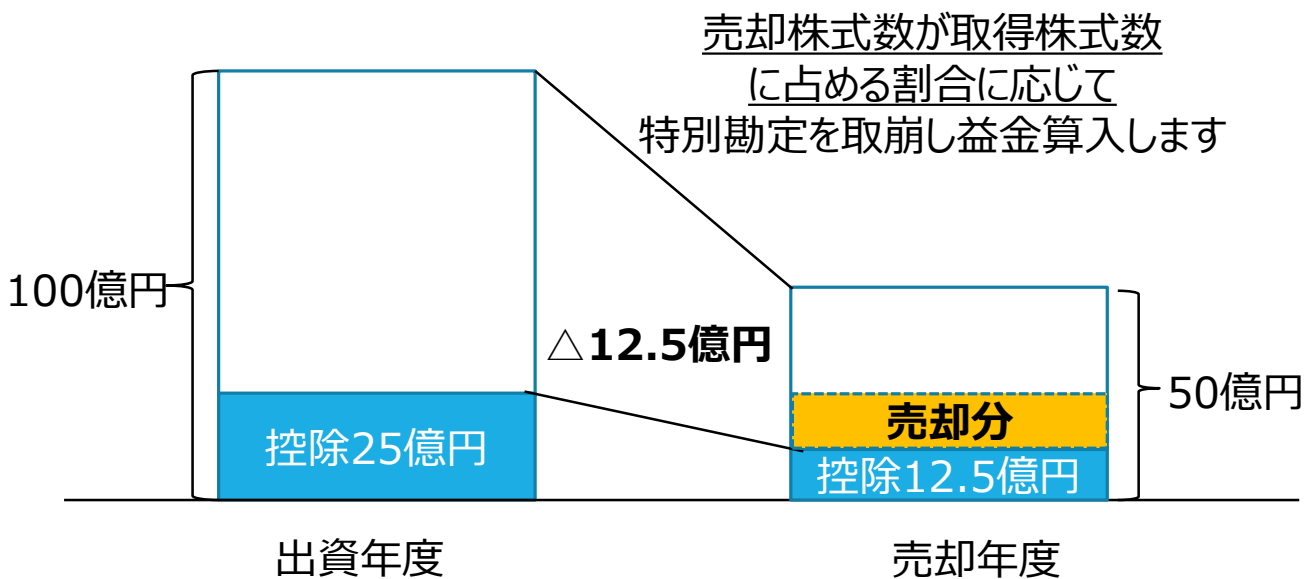 売却株式数が取得株式数
に占める割合に応じて
特別勘定を取崩し益金算入します
100億円
△12.5億円
50億円
売却分
控除25億円
控除12.5億円
出資年度
売却年度